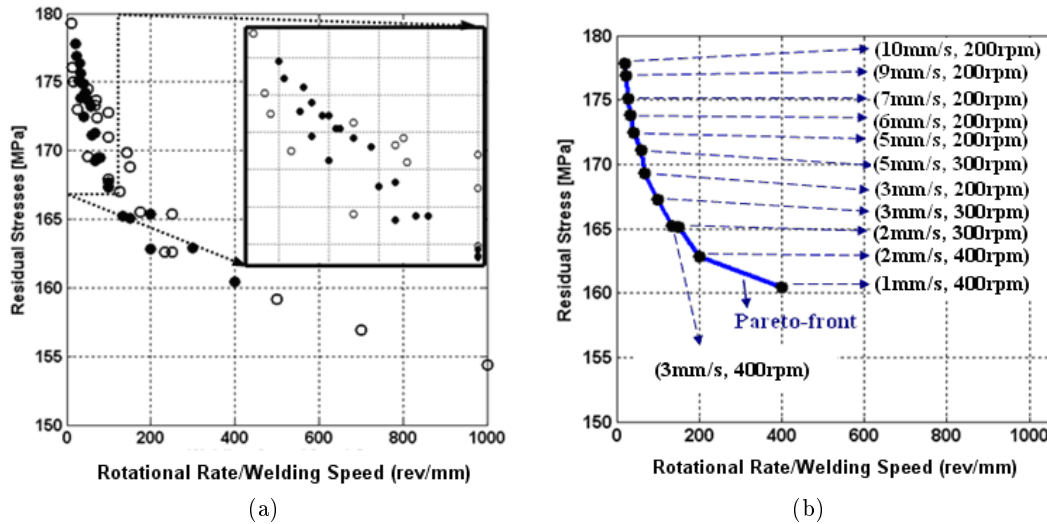 180
175
170
165
160
155
150
Residual Stresses [MPa]
0
200
400
600
800
1000
Rotational Rate/Welding Speed (rev/mm)
(a)
180
175
170
165
160
155
150
Residual Stress [MPa]
(10mm/s, 200rpm)
(9mm/s, 200rpm)
(7mm/s, 200rpm)
(6mm/s, 200rpm)
(5mm/s, 200rpm)
(5mm/s, 300rpm)
(3mm/s, 200rpm)
(3mm/s, 300rpm)
(2mm/s, 300rpm)
(2mm/s, 400rpm)
(1mm/s, 400rpm)
Pareto-front
(3mm/s, 400rpm)
0
200
400
600
800
1000
Rotational Rate/Welding Speed (rev/mm)
(b)